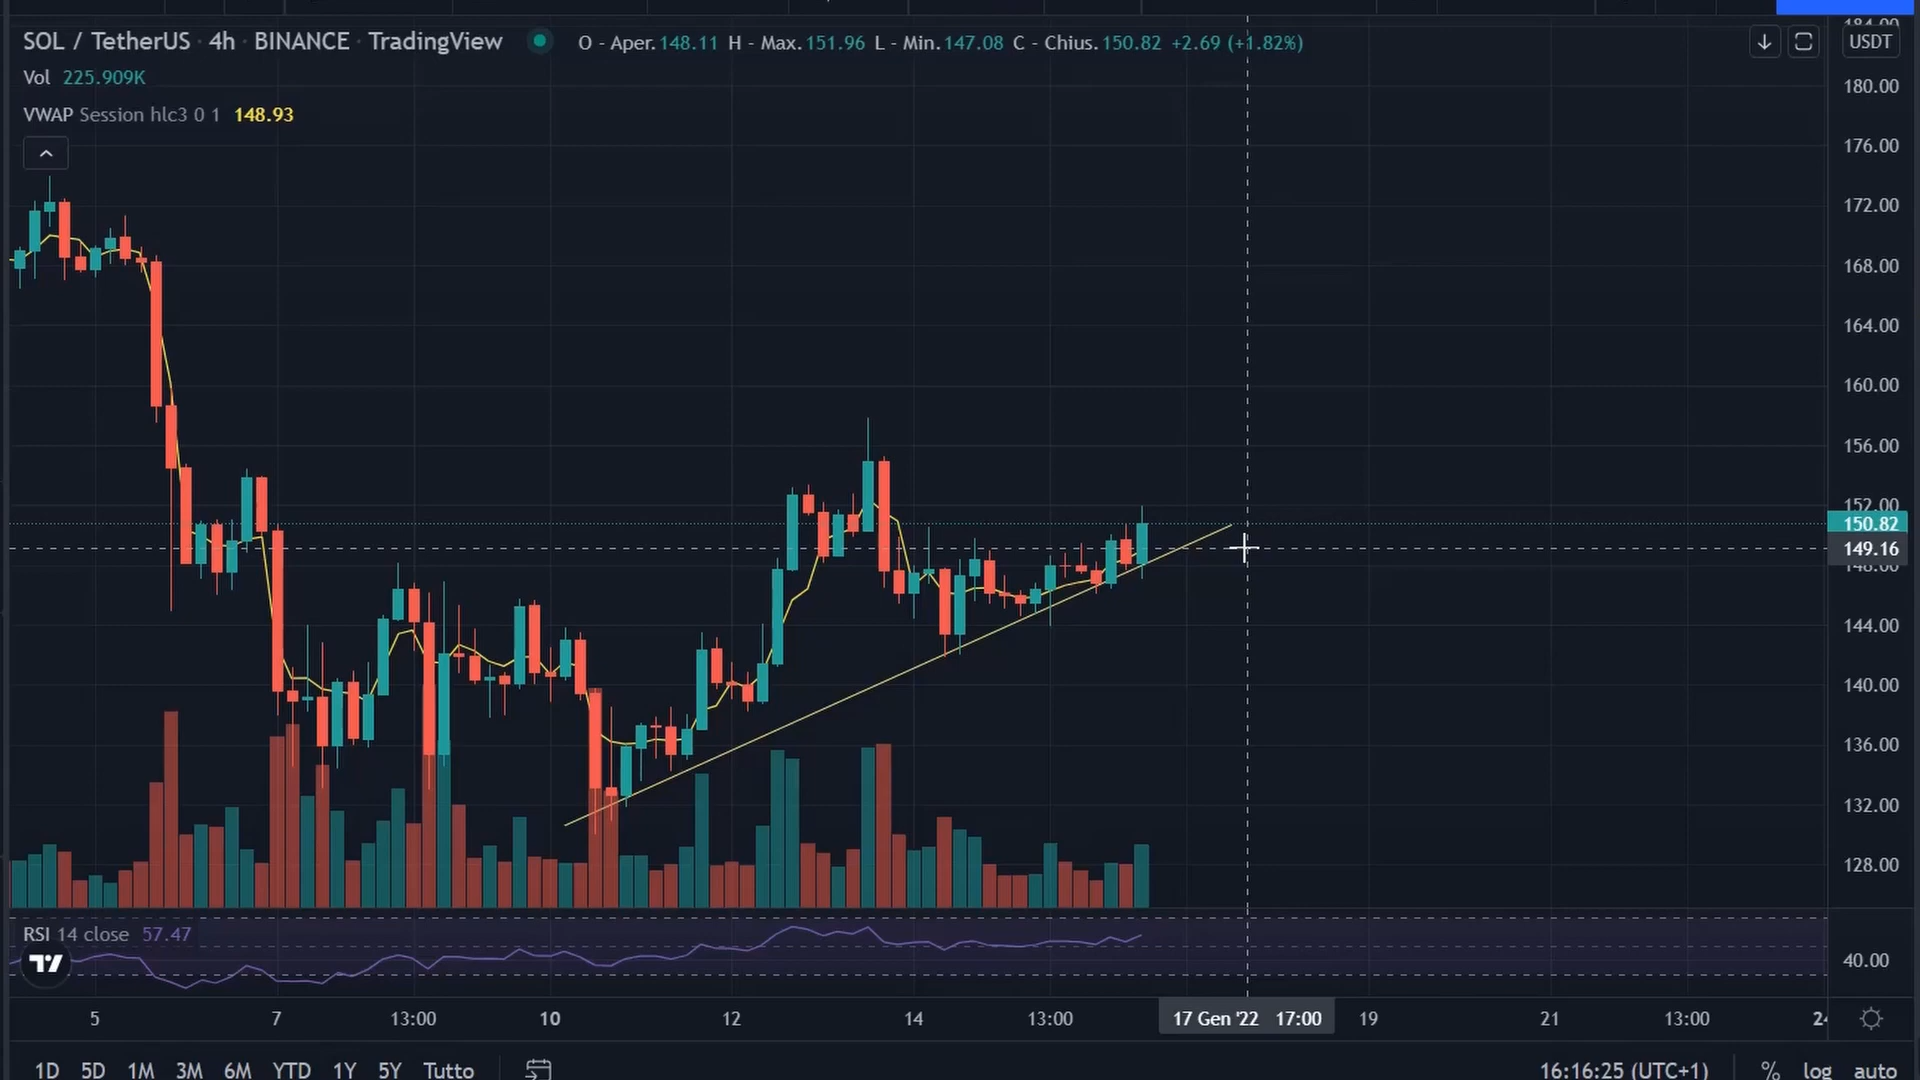 SOL / TetherUS · 4h · BINANCE · TradingView O - Aper. 148.11 H - Max. 151.96 L - Min. 147.08 C - Chius. 150.82 +2.69 (+1.82%)
USDT
Vol 225.909K
VWAP Session hlc3 0 1 148.93
184.00
180.00
176.00
172.00
168.00
164.00
160.00
156.00
152.00
150.82
149.16
148.00
144.00
140.00
136.00
132.00
128.00
RSI 14 close 57.47
40.00
5 7 13:00 10 12 14 13:00 17 Gen '22 17:00 19 21 13:00
1D 5D 1M 3M 6M YTD 1Y 5Y Tutto 16:16:25 (UTC+1) % log auto